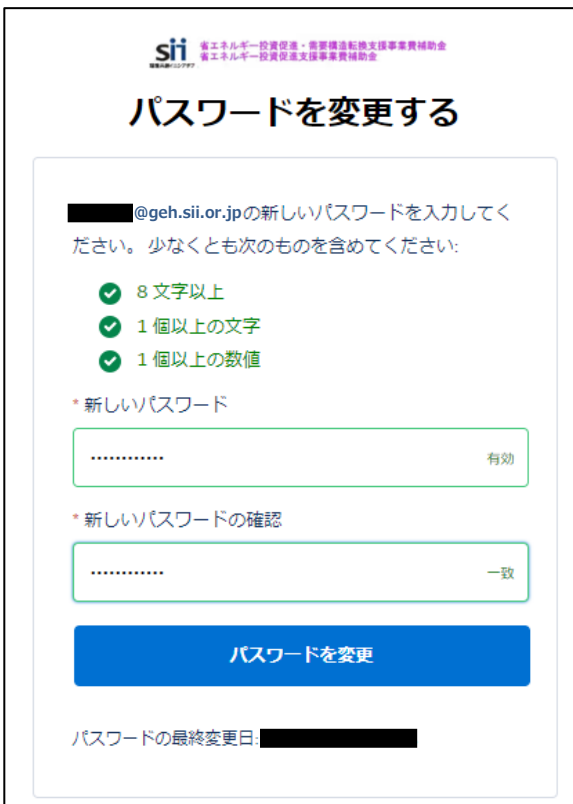 sii 省エネルギー投資促進・需要構造転換支援事業費補助金
省エネルギー投資促進支援事業費補助金
パスワードを変更する
@geh.sii.or.jpの新しいパスワードを入力してく
ださい。少なくとも次のものを含めてください:
8 文字以上
1 個以上の文字
1 個以上の数値
* 新しいパスワード
............ 有効
* 新しいパスワードの確認
............ 一致
パスワードを変更
パスワードの最終変更日: